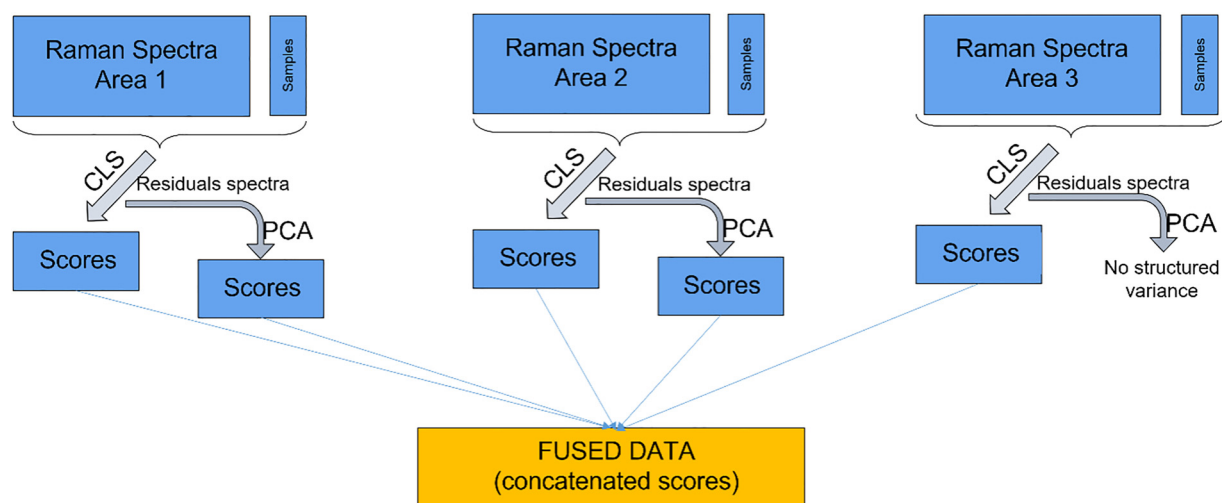 Raman Spectra
Area 1
Samples
Raman Spectra
Area 2
Samples
Raman Spectra
Area 3
Samples
CLS
Residuals spectra
PCA
Scores
Scores
CLS
Residuals spectra
PCA
Scores
Scores
CLS
Residuals spectra
PCA
Scores
No structured
variance
FUSED DATA
(concatenated scores)